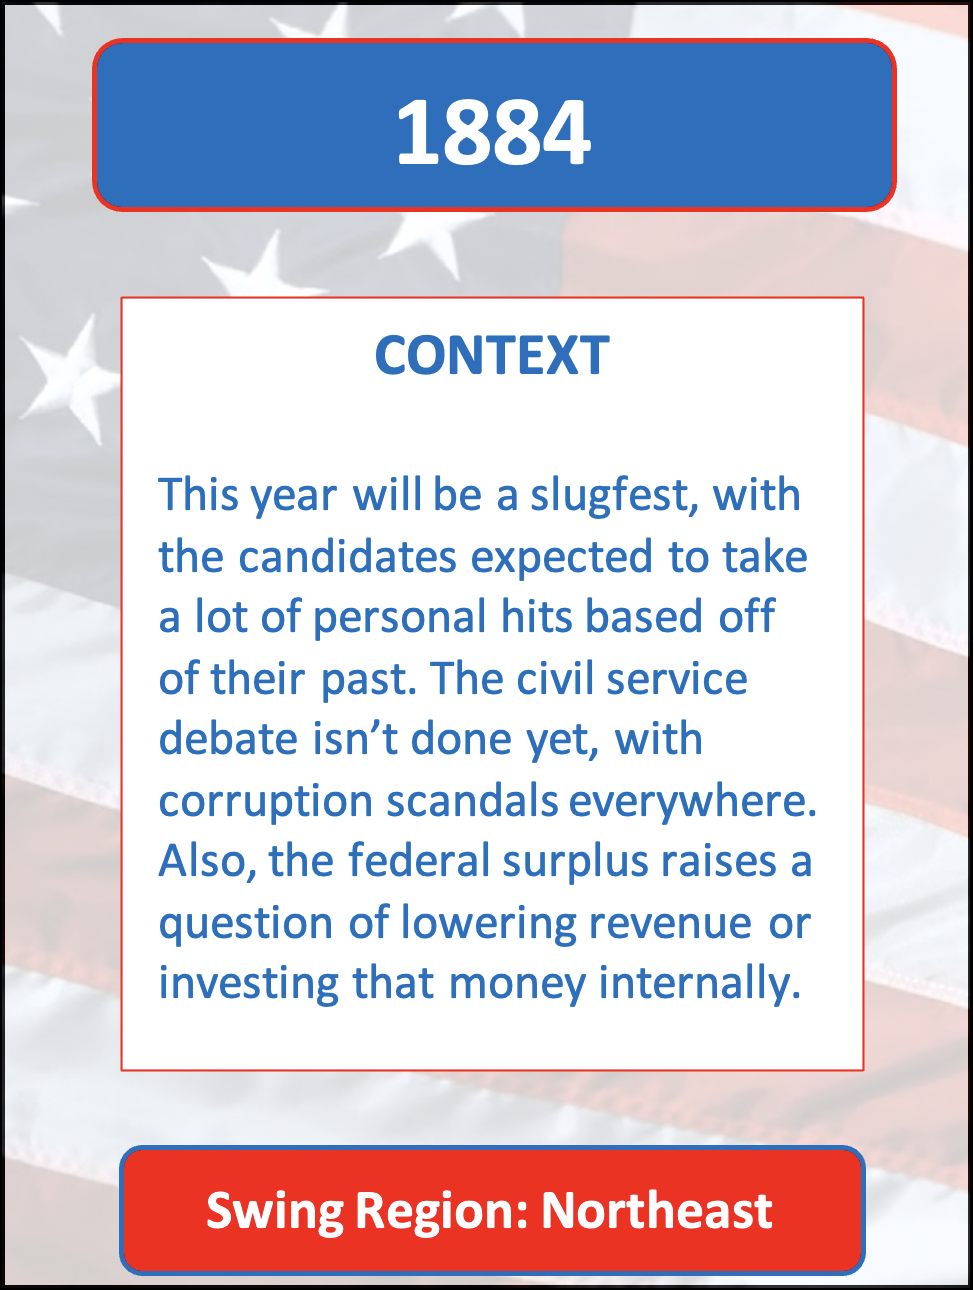 1884
CONTEXT
This year will be a slugfest, with
the candidates expected to take
a lot of personal hits based off
of their past. The civil service
debate isn’t done yet, with
corruption scandals everywhere.
Also, the federal surplus raises a
question of lowering revenue or
investing that money internally.
Swing Region: Northeast